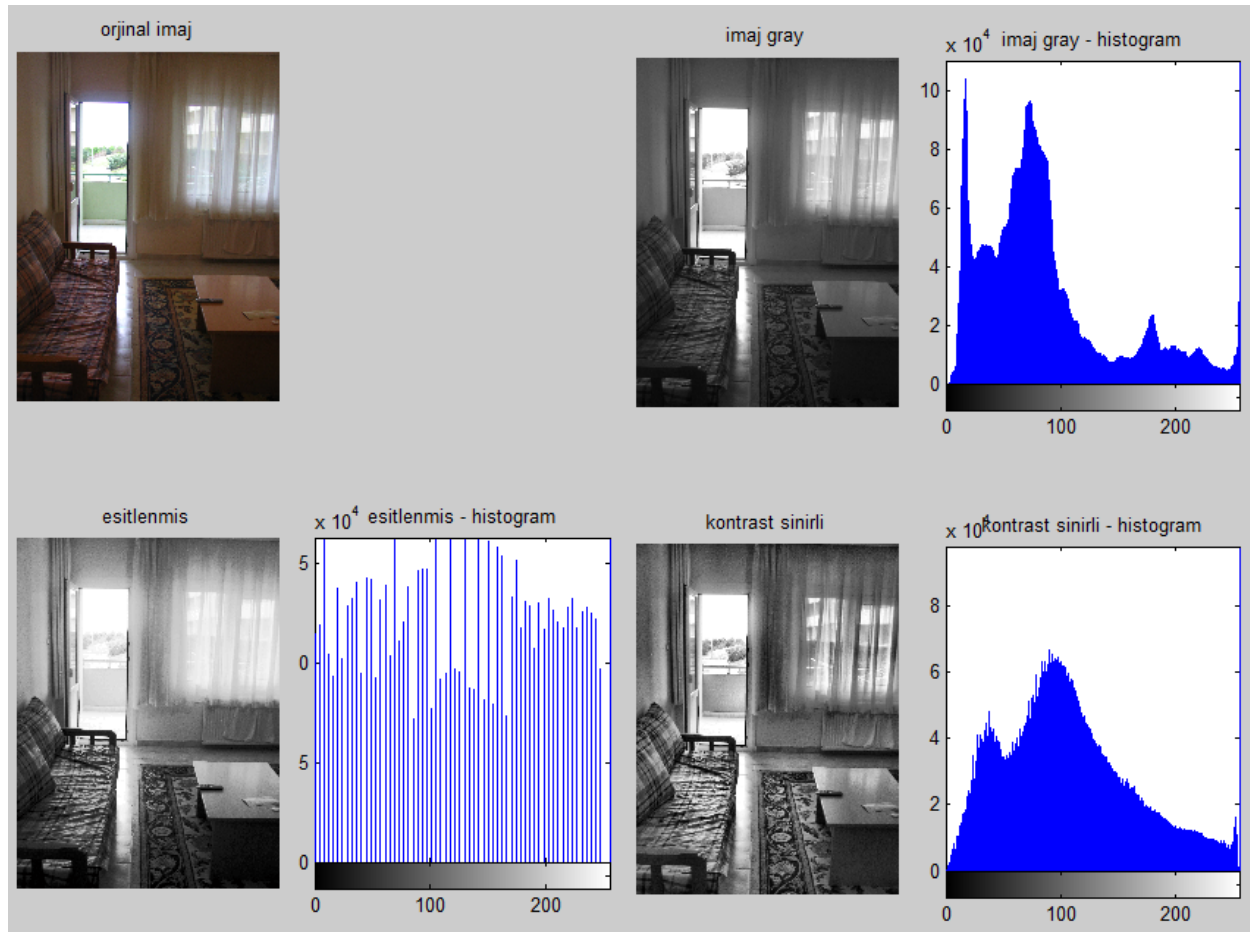 orjinal imaj
imaj gray
x 10^4 imaj gray - histogram
10
8
6
4
2
0
0 100 200
esitlenmis
x 10^4 esitlenmis - histogram
5
0
5
0
0 100 200
kontrast sinirli
x 10^4 kontrast sinirli - histogram
8
6
4
2
0
0 100 200